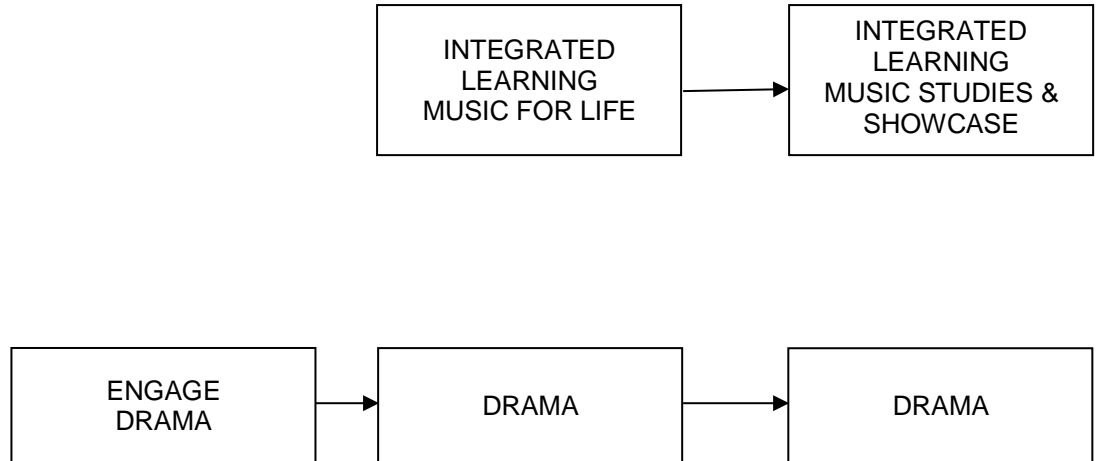 INTEGRATED
LEARNING
MUSIC FOR LIFE
INTEGRATED
LEARNING
MUSIC STUDIES &
SHOWCASE
ENGAGE
DRAMA
DRAMA
DRAMA